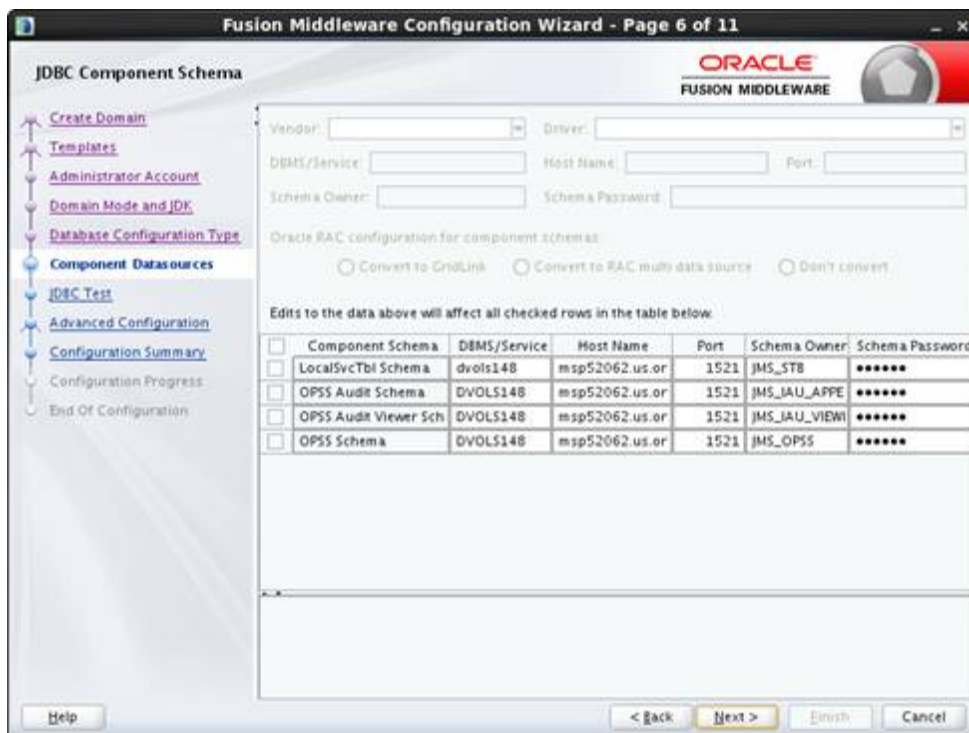 Fusion Middleware Configuration Wizard - Page 6 of 11
JDBC Component Schema
ORACLE
FUSION MIDDLEWARE
Create Domain
Templates
Administrator Account
Domain Mode and JDK
Database Configuration Type
Component Datasources
JDBC Test
Advanced Configuration
Configuration Summary
Configuration Progress
End Of Configuration
Vendor: Driver:
DBMS/Service: Host Name: Port:
Schema Owner: Schema Password:
Oracle RAC configuration for component schemas:
Convert to GridLink Convert to RAC multi data source Don't convert
Edits to the data above will affect all checked rows in the table below.
Component Schema DBMS/Service Host Name Port Schema Owner Schema Password
LocalSvcTbl Schema dvols148 msp52062.us.or 1521 JMS_STB ●●●●●●
OPSS Audit Schema DVOLS148 msp52062.us.or 1521 JMS_IAU_APPE ●●●●●●
OPSS Audit Viewer Sch DVOLS148 msp52062.us.or 1521 JMS_IAU_VIEWI ●●●●●●
OPSS Schema DVOLS148 msp52062.us.or 1521 JMS_OPSS ●●●●●●
Help < Back Next > Finish Cancel